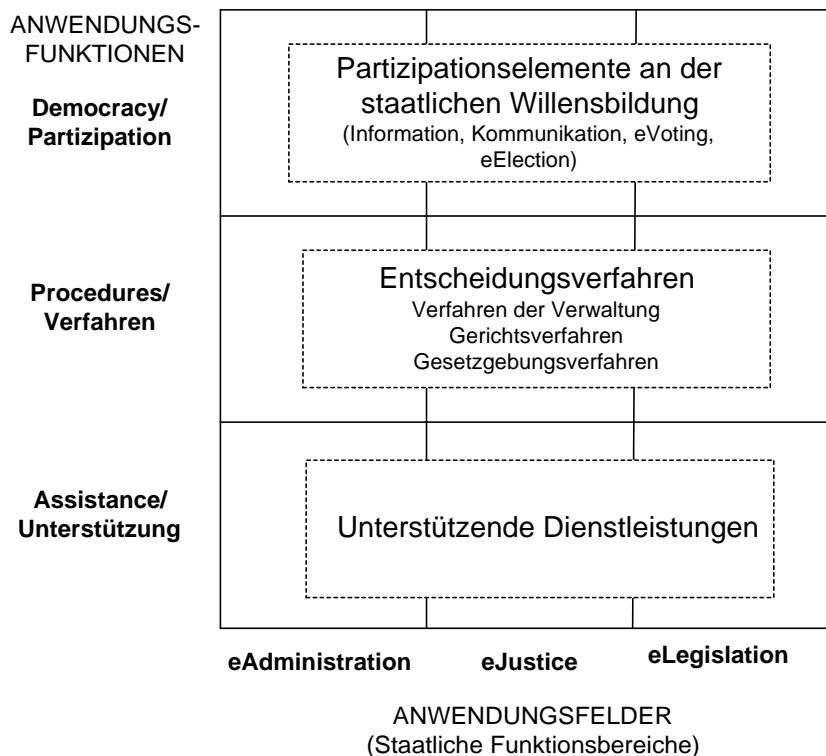 ANWENDUNGS-
FUNKTIONEN
Democracy/
Partizipation
Partizipationselemente an der
staatlichen Willensbildung
(Information, Kommunikation, eVoting,
eElection)
Procedures/
Verfahren
Entscheidungsverfahren
Verfahren der Verwaltung
Gerichtsverfahren
Gesetzgebungsverfahren
Assistance/
Unterstützung
Unterstützende Dienstleistungen
eAdministration eJustice eLegislation
ANWENDUNGSFELDER
(Staatliche Funktionsbereiche)